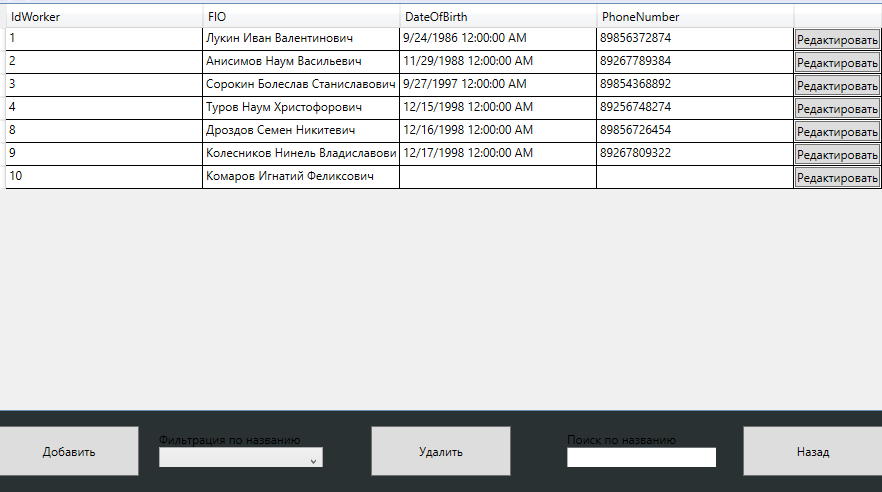 IdWorker FIO DateOfBirth PhoneNumber
1 Лукин Иван Валентинович 9/24/1986 12:00:00 AM 89856372874 Редактировать
2 Анисимов Наум Васильевич 11/29/1988 12:00:00 AM 89267789384 Редактировать
3 Сорокин Болеслав Станиславович 9/27/1997 12:00:00 AM 89854368892 Редактировать
4 Туров Наум Христофорович 12/15/1998 12:00:00 AM 89256748274 Редактировать
8 Дроздов Семен Никитевич 12/16/1998 12:00:00 AM 89856726454 Редактировать
9 Колесников Нинель Владиславови 12/17/1998 12:00:00 AM 89267809322 Редактировать
10 Комаров Игнатий Феликсович Редактировать
Фильтрация по названию Поиск по названию
Добавить Удалить Назад